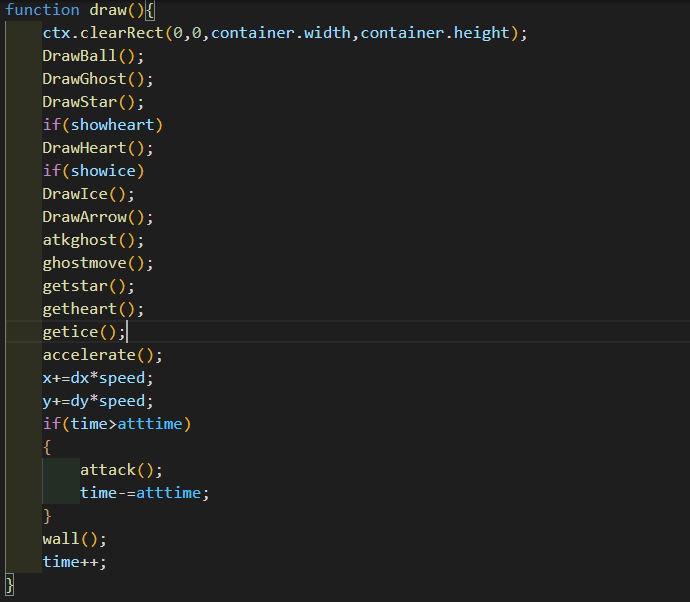 function draw(){
ctx.clearRect(0,0,container.width,container.height);
DrawBall();
DrawGhost();
DrawStar();
if(showheart)
DrawHeart();
if(showice)
DrawIce();
DrawArrow();
atkghost();
ghostmove();
getstar();
getheart();
getice();
accelerate();
x+=dx*speed;
y+=dy*speed;
if(time>atttime)
{
attack();
time-=atttime;
}
wall();
time++;
}